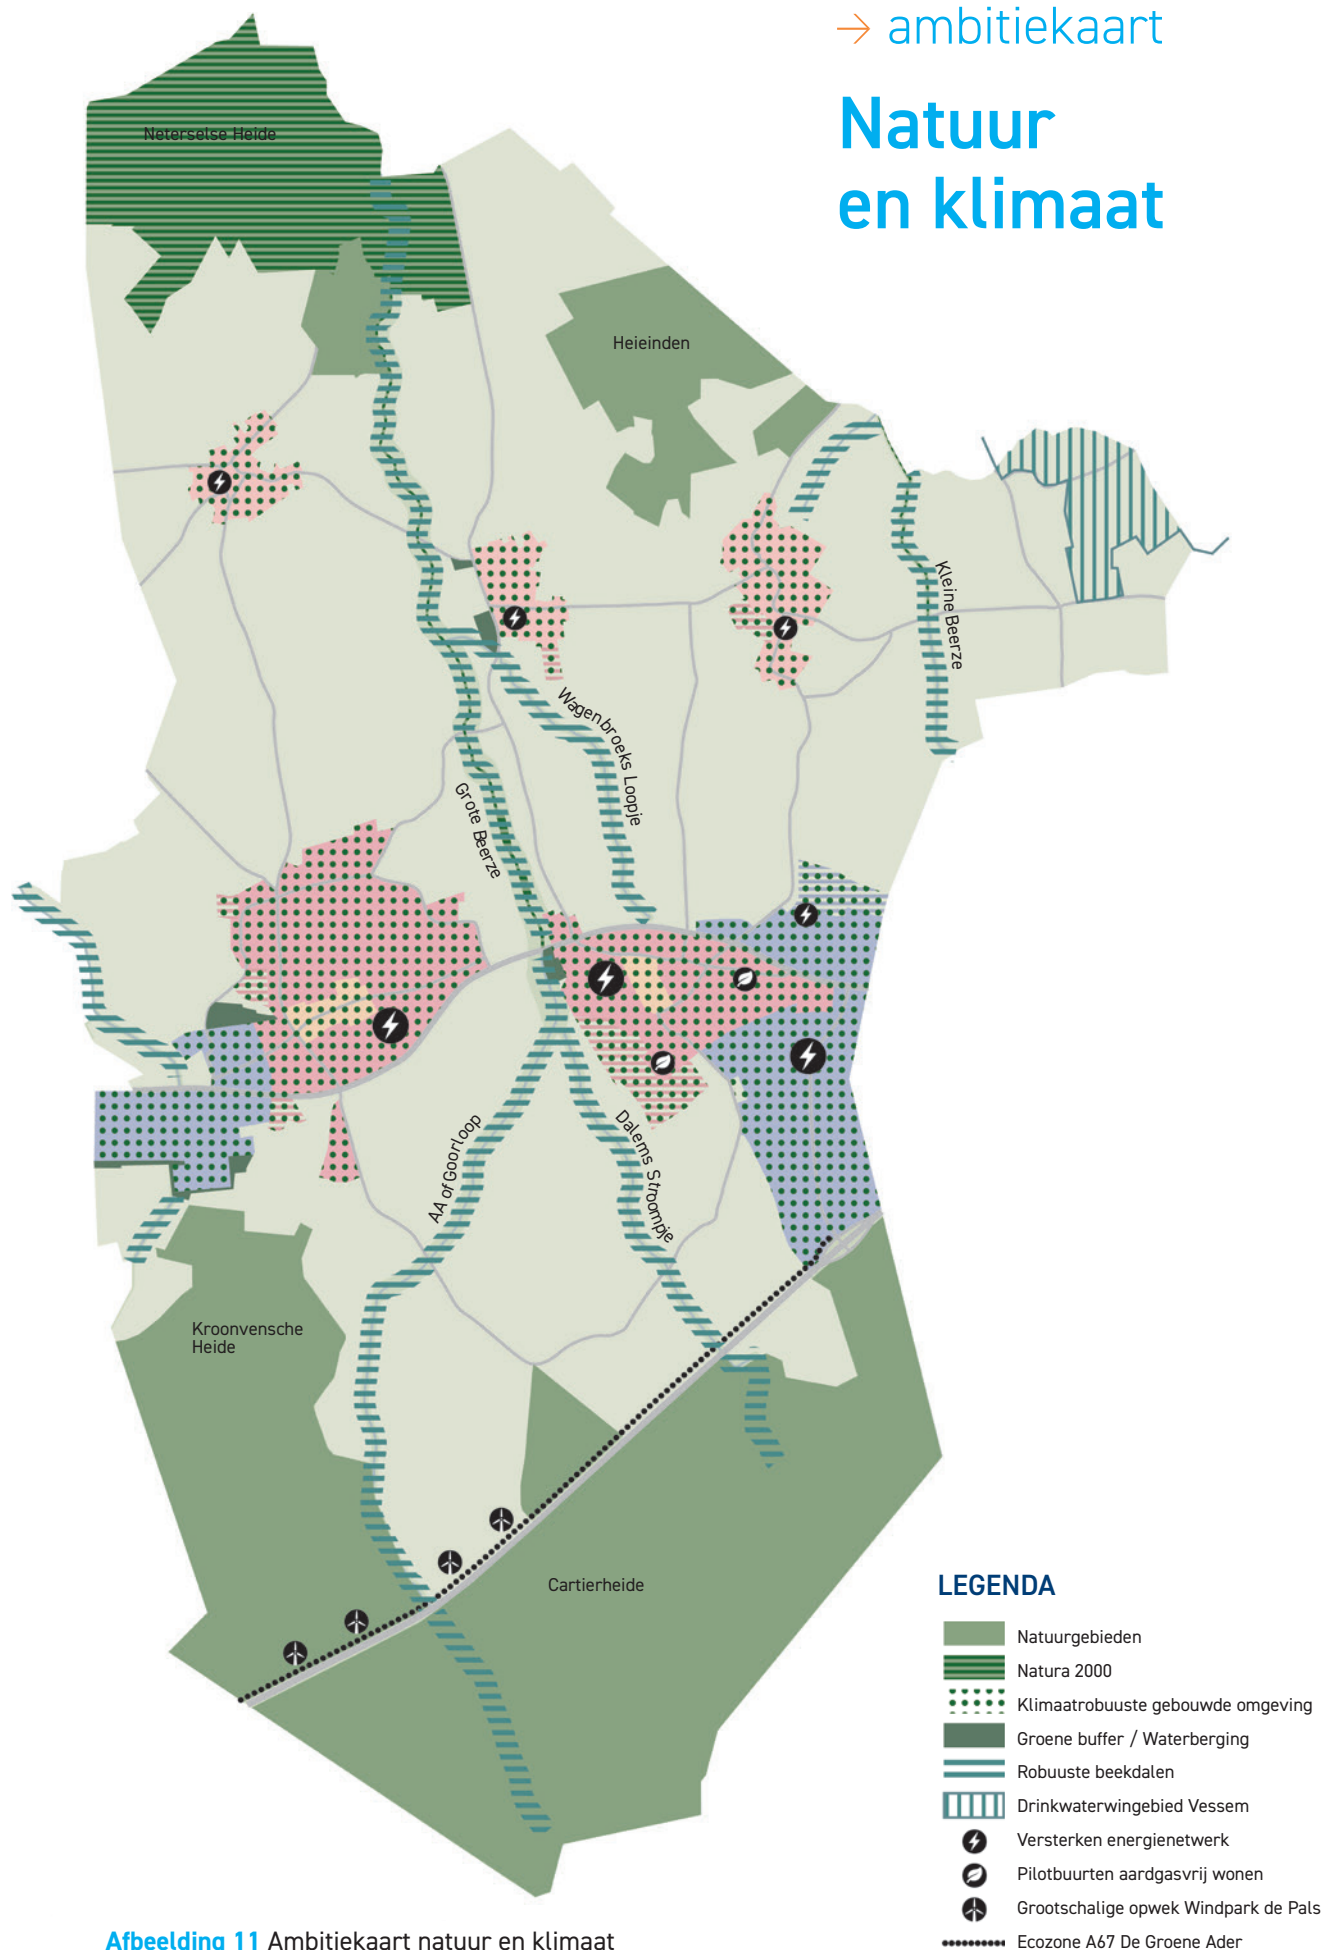 → ambitiekaart
Natuur
en klimaat
Neterselse Heide
Heieinden
Kleine Beerze
Wagenbroeks Loopje
Grote Beerze
AA of Goorloop
Dalems Stroompje
Kroonvensche
Heide
Cartierheide
LEGENDA
Natuurgebieden
Natura 2000
Klimaatrobuuste gebouwde omgeving
Groene buffer / Waterberging
Robuuste beekdalen
Drinkwaterwingebied Vessem
Versterken energienetwerk
Pilotbuurten aardgasvrij wonen
Grootschalige opwek Windpark de Pals
Ecozone A67 De Groene Ader
Afbeelding 11 Ambitiekaart natuur en klimaat